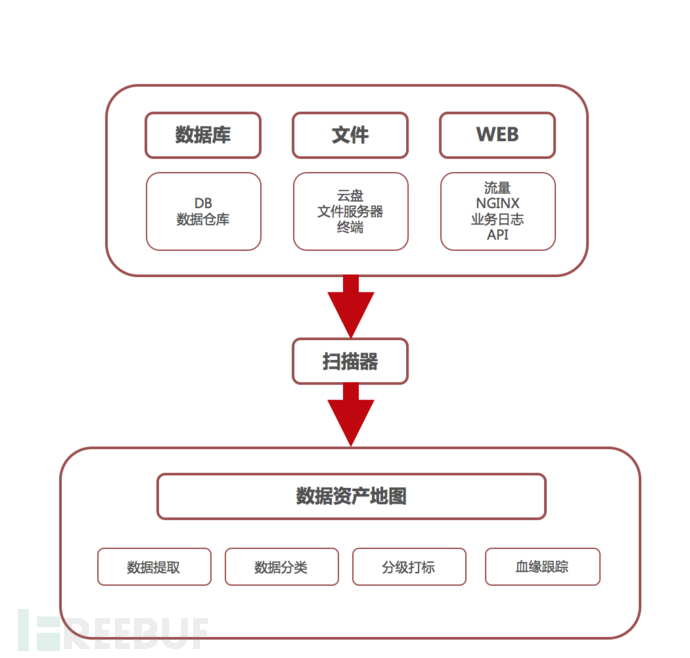 数据库 文件 WEB
DB
数据仓库
云盘
文件服务器
终端
流量
NGINX
业务日志
API
扫描器
数据资产地图
数据提取 数据分类 分级打标 血缘跟踪
FREEBUF